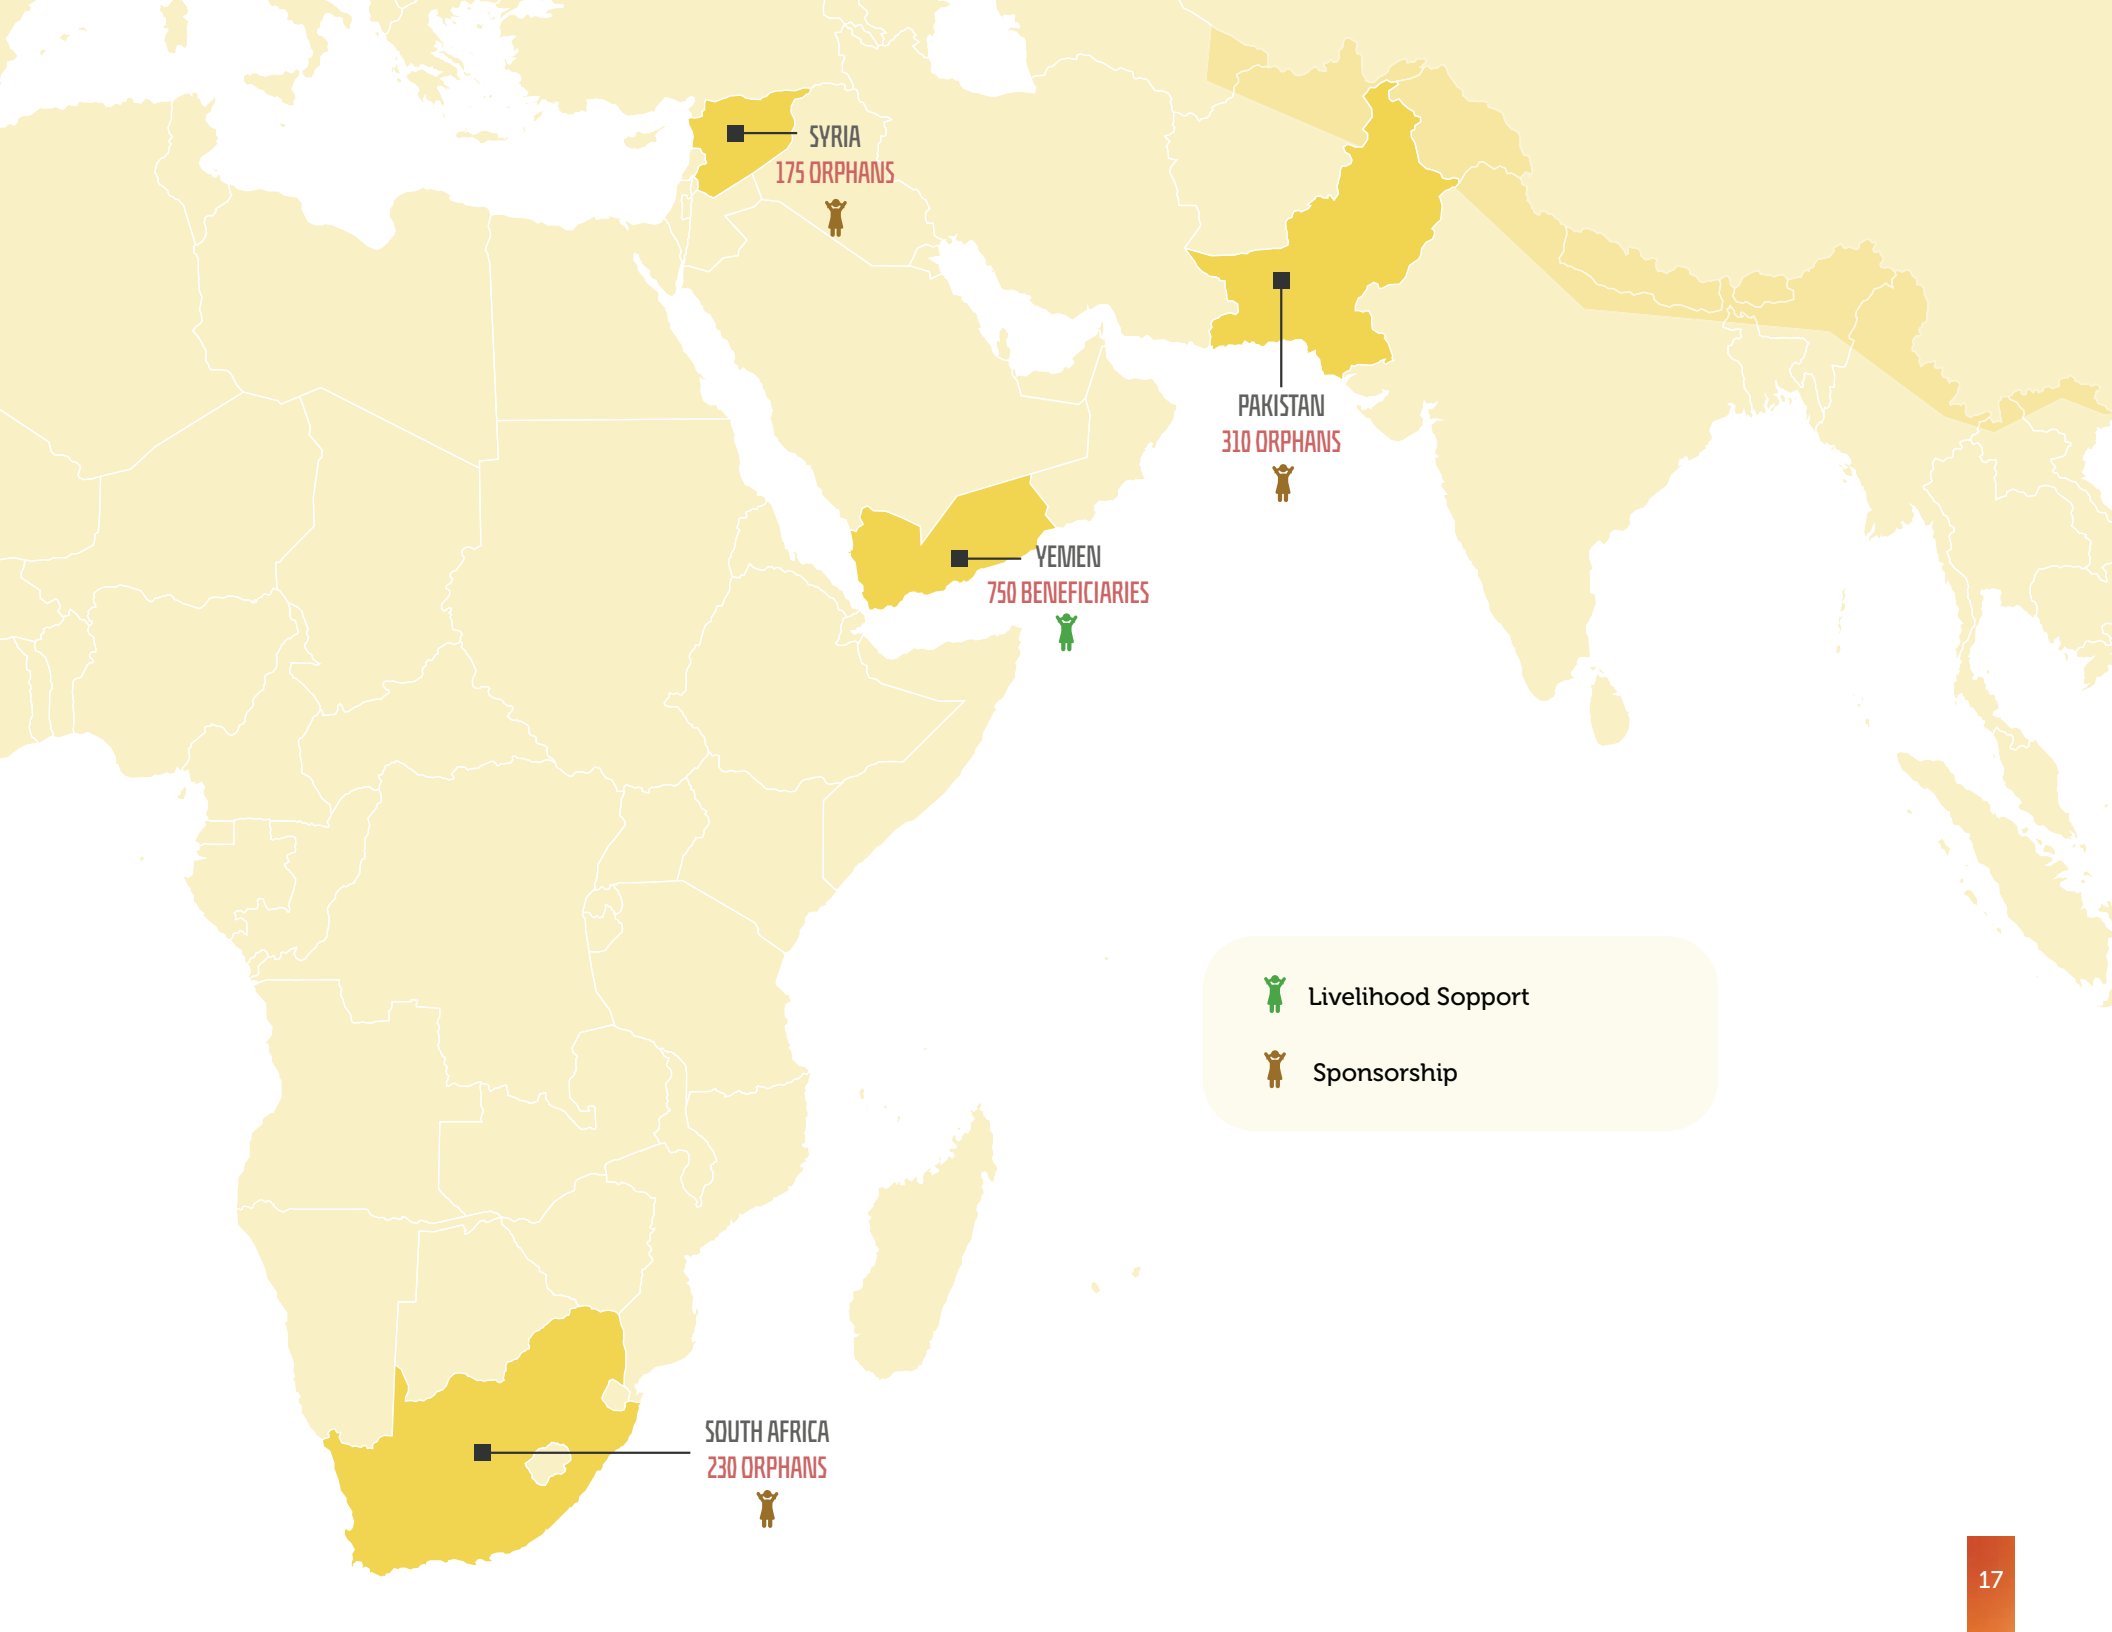 SYRIA
175 ORPHANS
PAKISTAN
310 ORPHANS
YEMEN
750 BENEFICIARIES
Livelihood Sopport
Sponsorship
SOUTH AFRICA
230 ORPHANS
17